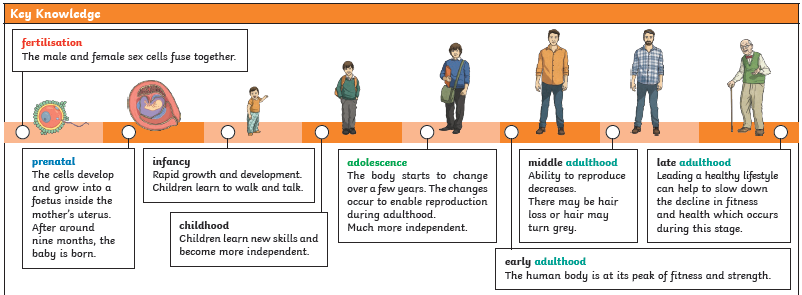 Key Knowledge
fertilisation
The male and female sex cells fuse together.
prenatal
The cells develop
and grow into a
foetus inside the
mother's uterus.
After around
nine months, the
baby is born.
infancy
Rapid growth and development.
Children learn to walk and talk.
childhood
Children learn new skills and
become more independent.
adolescence
The body starts to change
over a few years. The changes
occur to enable reproduction
during adulthood.
Much more independent.
early adulthood
The human body is at its peak of fitness and strength.
middle adulthood
Ability to reproduce
decreases.
There may be hair
loss or hair may
turn grey.
late adulthood
Leading a healthy lifestyle
can help to slow down
the decline in fitness
and health which occurs
during this stage.